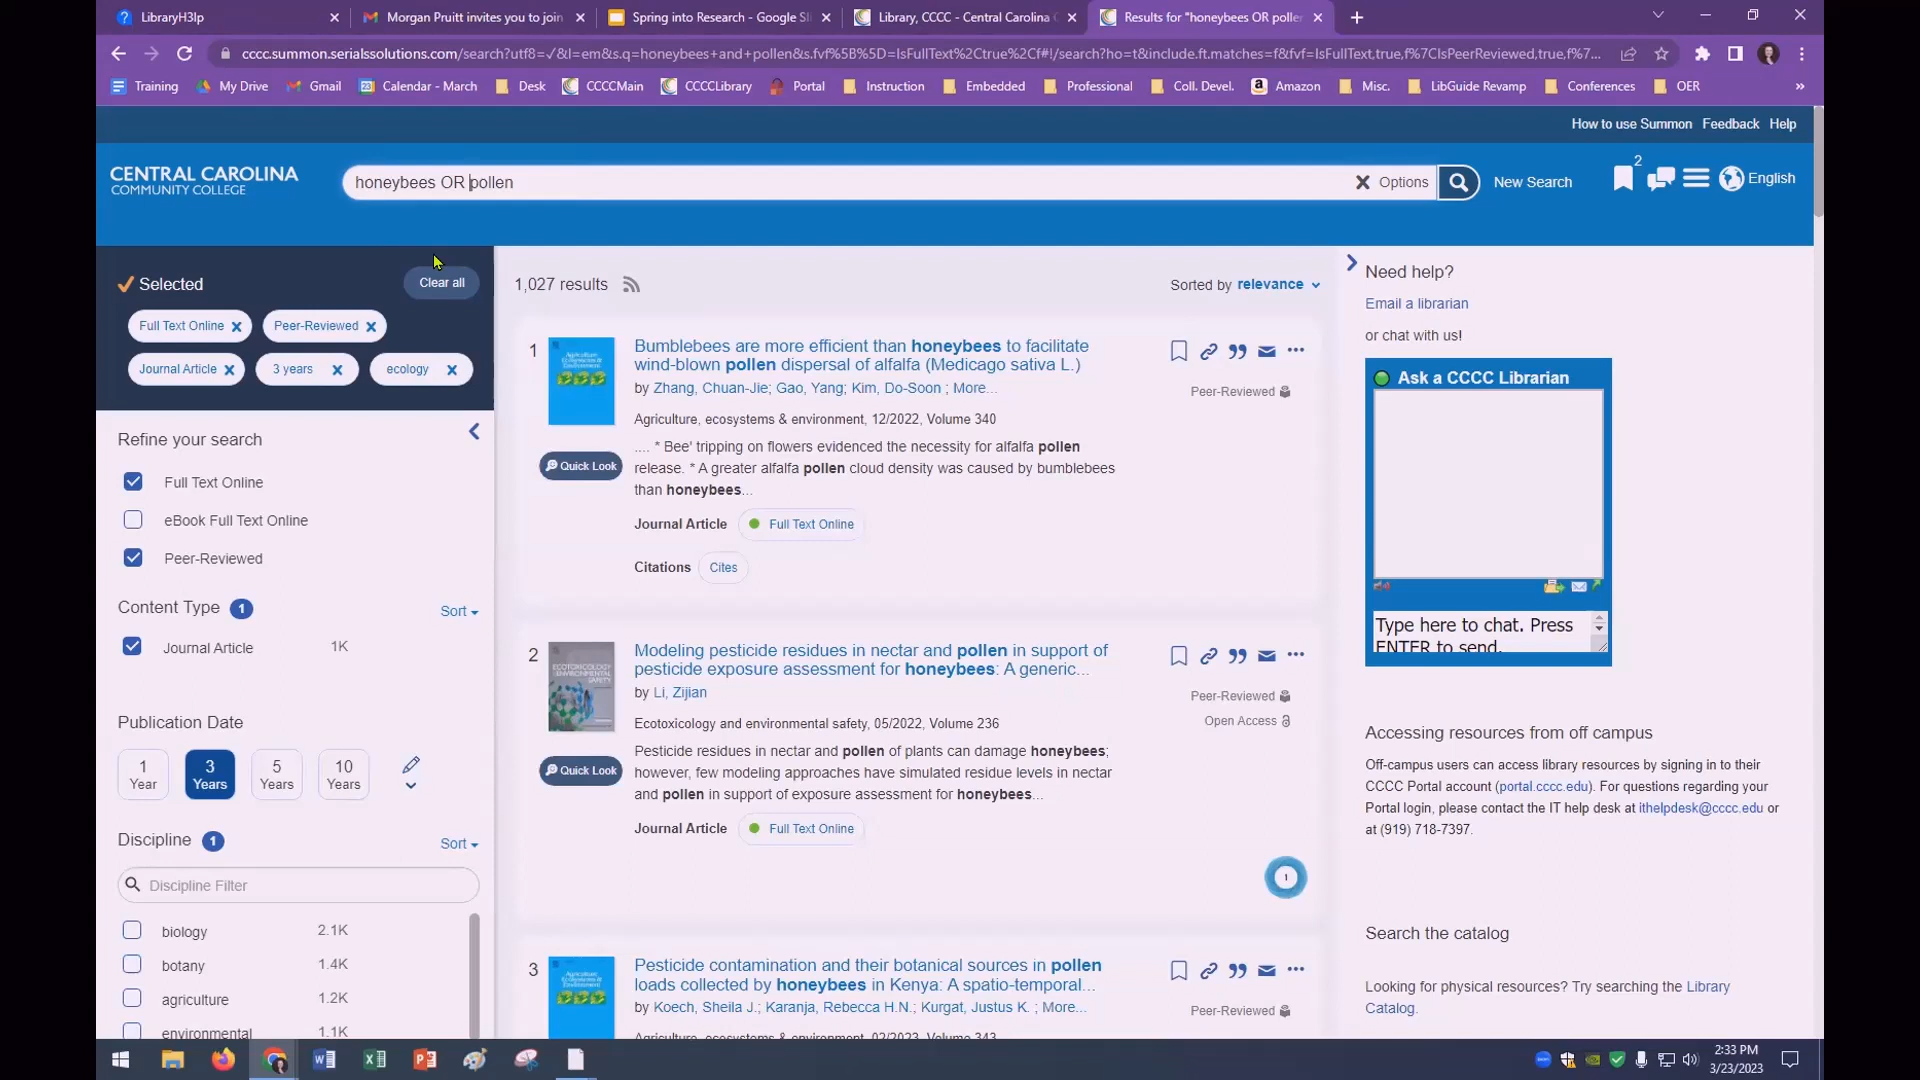 LibraryH3lp
Morgan Pruitt invites you to join
Spring into Research - Google Sl
Library, CCCC - Central Carolina C
Results for "honeybees OR pollen
cccc.summon.serialssolutions.com/search?utf8=✓&l=em&s.q=honeybees+and+pollen&s.fvf%5B%5D=IsFullText%2Ctrue%2Cf#!/search?ho=t&include.ft.matches=f&fvf=IsFullText,true,f%7CIsPeerReviewed,true,f%7...
Training
My Drive
Gmail
Calendar - March
Desk
CCCCMain
CCCCLibrary
Portal
Instruction
Embedded
Professional
Coll. Devel.
Amazon
Misc.
LibGuide Revamp
Conferences
OER
»
How to use Summon Feedback Help
CENTRAL CAROLINA
COMMUNITY COLLEGE
honeybees OR pollen
Options
New Search
2
English
Selected
Clear all
Full Text Online
Peer-Reviewed
Journal Article
3 years
ecology
Refine your search
Full Text Online
eBook Full Text Online
Peer-Reviewed
Content Type 1
Sort
Journal Article 1K
Publication Date
1 Year
3 Years
5 Years
10 Years
Discipline 1
Sort
Discipline Filter
biology 2.1K
botany 1.4K
agriculture 1.2K
environmental 1.1K
1,027 results
Sorted by relevance
1
Bumblebees are more efficient than honeybees to facilitate
wind-blown pollen dispersal of alfalfa (Medicago sativa L.)
by Zhang, Chuan-Jie; Gao, Yang; Kim, Do-Soon ; More...
Peer-Reviewed
Agriculture, ecosystems & environment, 12/2022, Volume 340
.... * Bee' tripping on flowers evidenced the necessity for alfalfa pollen
release. * A greater alfalfa pollen cloud density was caused by bumblebees
than honeybees...
Quick Look
Journal Article Full Text Online
Citations Cites
2
Modeling pesticide residues in nectar and pollen in support of
pesticide exposure assessment for honeybees: A generic...
by Li, Zijian
Peer-Reviewed
Open Access
Ecotoxicology and environmental safety, 05/2022, Volume 236
Pesticide residues in nectar and pollen of plants can damage honeybees;
however, few modeling approaches have simulated residue levels in nectar
and pollen in support of exposure assessment for honeybees...
Quick Look
Journal Article Full Text Online
1
3
Pesticide contamination and their botanical sources in pollen
loads collected by honeybees in Kenya: A spatio-temporal...
by Koech, Sheila J.; Karanja, Rebecca H.N.; Kurgat, Justus K. ; More...
Peer-Reviewed
Agriculture, ecosystems & environment, 02/2023, Volume 343
Need help?
Email a librarian
or chat with us!
Ask a CCCC Librarian
Type here to chat. Press
ENTER to send.
Accessing resources from off campus
Off-campus users can access library resources by signing in to their
CCCC Portal account (portal.cccc.edu). For questions regarding your
Portal login, please contact the IT help desk at ithelpdesk@cccc.edu or
at (919) 718-7397.
Search the catalog
Looking for physical resources? Try searching the Library
Catalog.
2:33 PM
3/23/2023